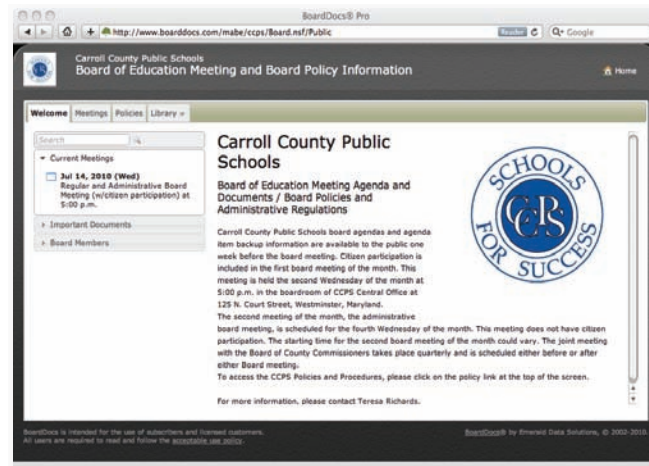 BoardDocs® Pro
http://www.boarddocs.com/mabe/ccps/Board.nsf/Public
Reader
Google
Carroll County Public Schools
Board of Education Meeting and Board Policy Information
Home
Welcome Meetings Policies Library
Search
Current Meetings
Jul 14, 2010 (Wed)
Regular and Administrative Board
Meeting (w/citizen participation) at
5:00 p.m.
Important Documents
Board Members
Carroll County Public
Schools
Board of Education Meeting Agenda and
Documents / Board Policies and
Administrative Regulations
Carroll County Public Schools board agendas and agenda
item backup information are available to the public one
week before the board meeting. Citizen participation is
included in the first board meeting of the month. This
meeting is held the second Wednesday of the month at
5:00 p.m. in the boardroom of CCPS Central Office at
125 N. Court Street, Westminster, Maryland.
The second meeting of the month, the administrative
board meeting, is scheduled for the fourth Wednesday of the month. This meeting does not have citizen
participation. The starting time for the second board meeting of the month could vary. The joint meeting
with the Board of County Commissioners takes place quarterly and is scheduled either before or after
either Board meeting.
To access the CCPS Policies and Procedures, please click on the policy link at the top of the screen.
For more information, please contact Teresa Richards.
SCHOOLS
CCPS
FOR SUCCESS
BoardDocs is intended for the use of subscribers and licensed customers.
All users are required to read and follow the acceptable use policy.
BoardDocs® by Emerald Data Solutions, © 2002-2010